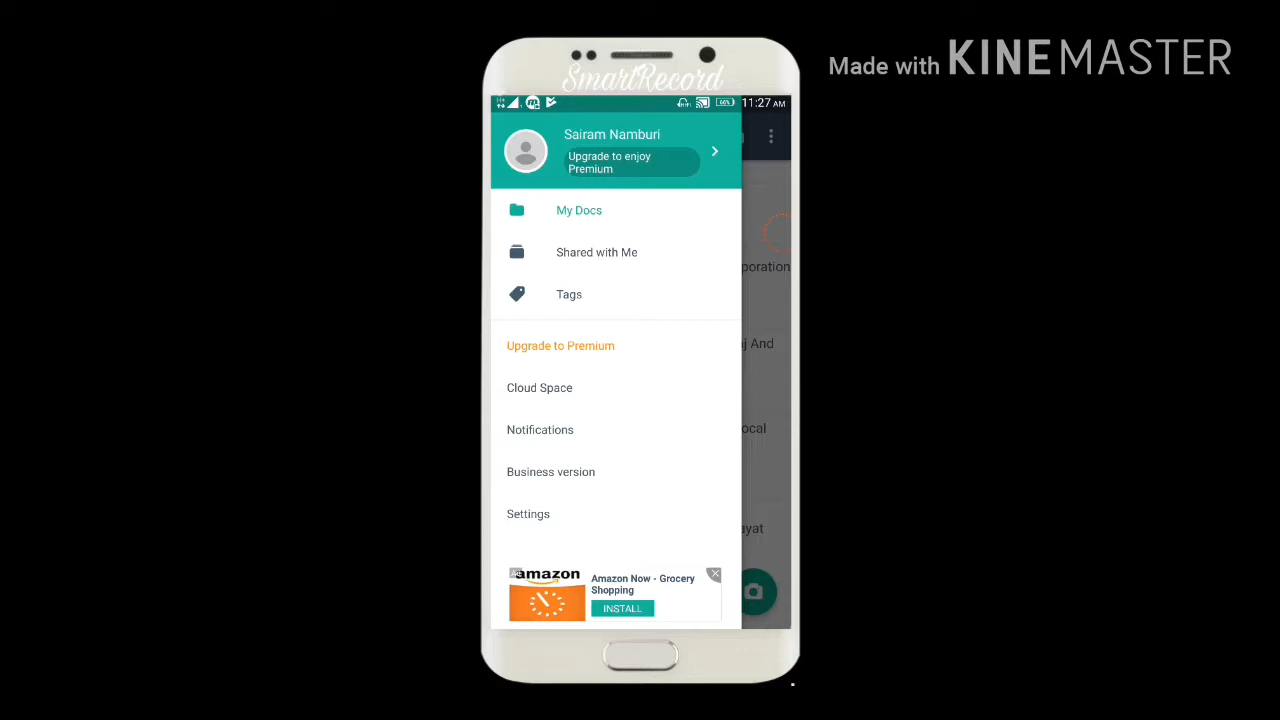 Made with KINEMASTER
SmartRecord
66%
11:27 AM
Sairam Namburi
Upgrade to enjoy
Premium
My Docs
Shared with Me
poration
Tags
j And
Upgrade to Premium
Cloud Space
Notifications
ocal
Business version
Settings
ayat
Ad
amazon
Amazon Now - Grocery
Shopping
INSTALL